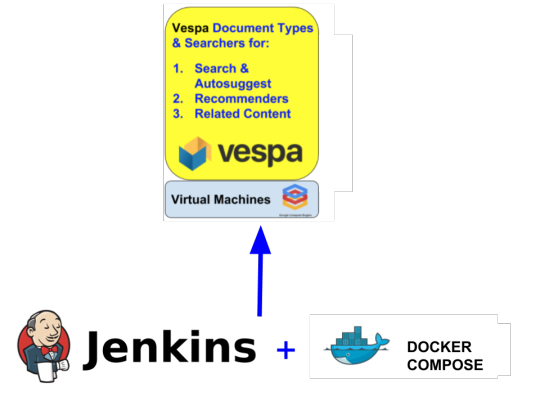 Vespa Document Types
& Searchers for:
1. Search &
Autosuggest
2. Recommenders
3. Related Content
vespa
Virtual Machines
Google Compute Engine
Jenkins + DOCKER
COMPOSE